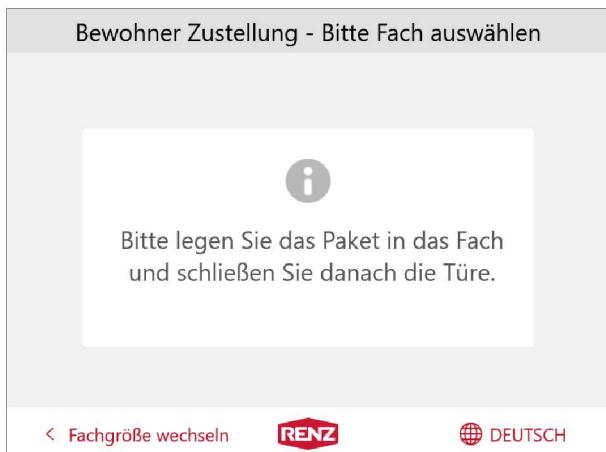 Bewohner Zustellung - Bitte Fach auswählen
Bitte legen Sie das Paket in das Fach
und schließen Sie danach die Türe.
< Fachgröße wechseln
RENZ
DEUTSCH